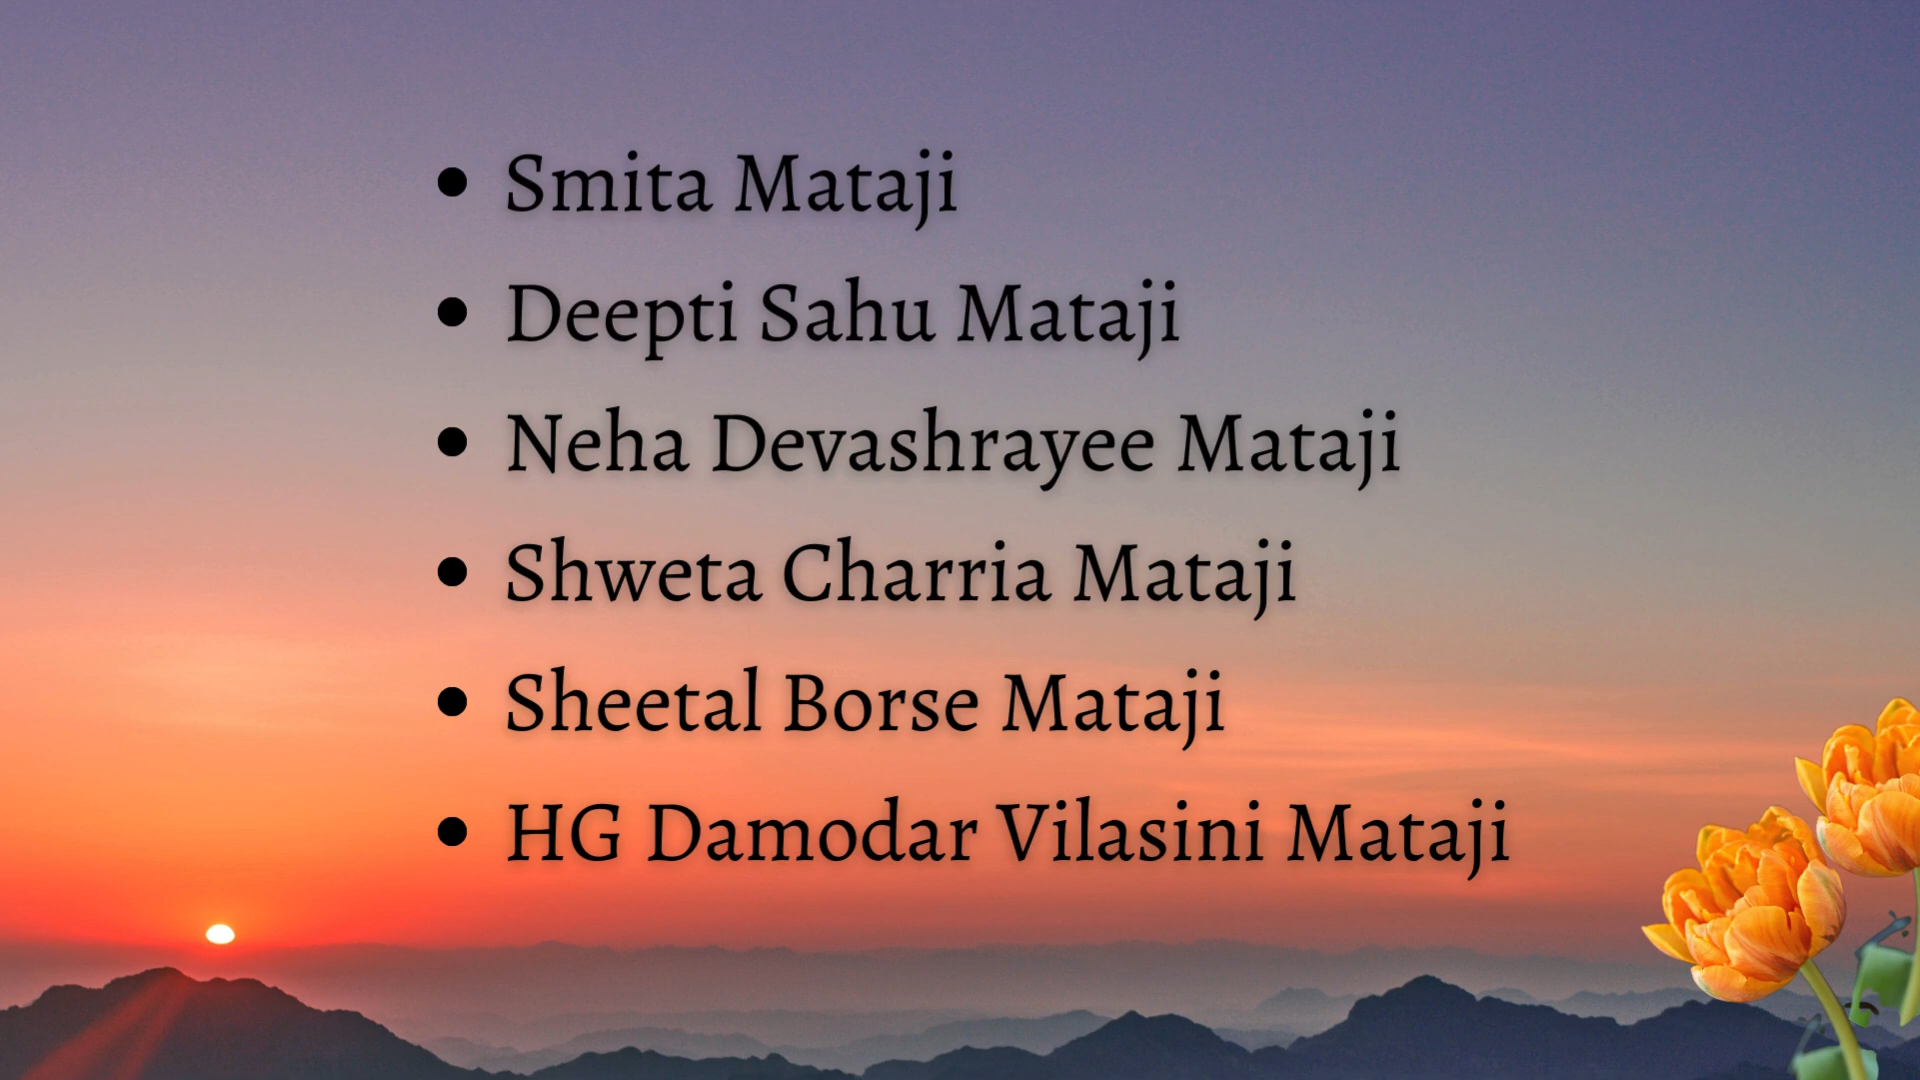 • Smita Mataji
• Deepti Sahu Mataji
• Neha Devashrayee Mataji
• Shweta Charria Mataji
• Sheetal Borse Mataji
• HG Damodar Vilasini Mataji